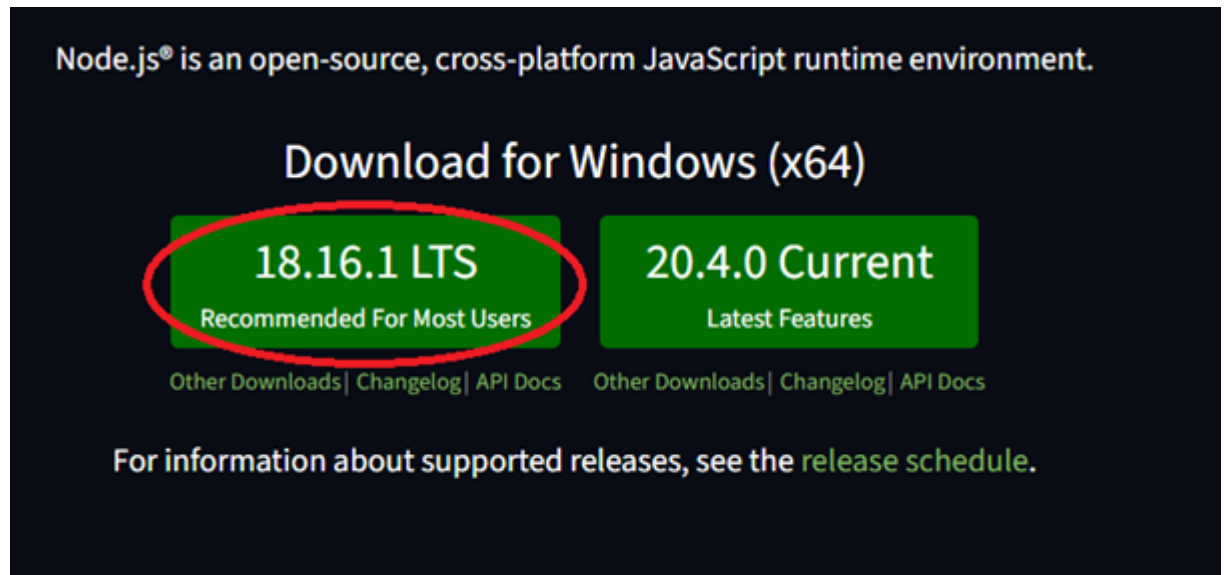 Node.js® is an open-source, cross-platform JavaScript runtime environment.
Download for Windows (x64)
18.16.1 LTS
Recommended For Most Users
20.4.0 Current
Latest Features
Other Downloads| Changelog| API Docs
Other Downloads| Changelog| API Docs
For information about supported releases, see the release schedule.